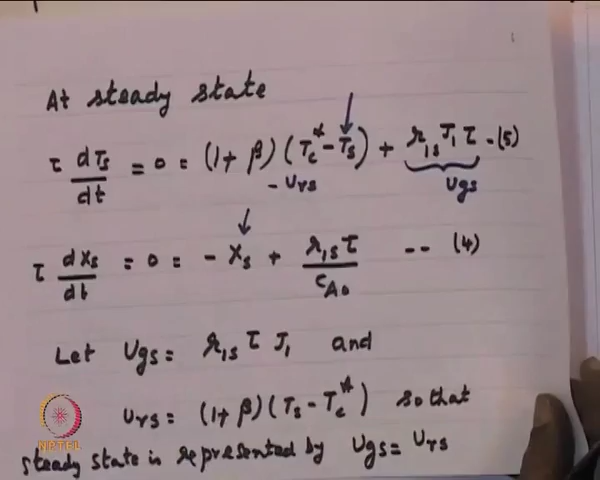 At steady state
τ dTs/dt = 0 = (1+ β) (Tc* - Ts) + r1s J1 τ - (5)
- Urs Ugs
τ dXs/dt = 0 = - Xs + r1s τ / CA0 -- (4)
Let Ugs = r1s τ J1 and
Urs = (1+ β) (Ts - Tc*) so that
steady state is represented by Ugs = Urs
NPTEL